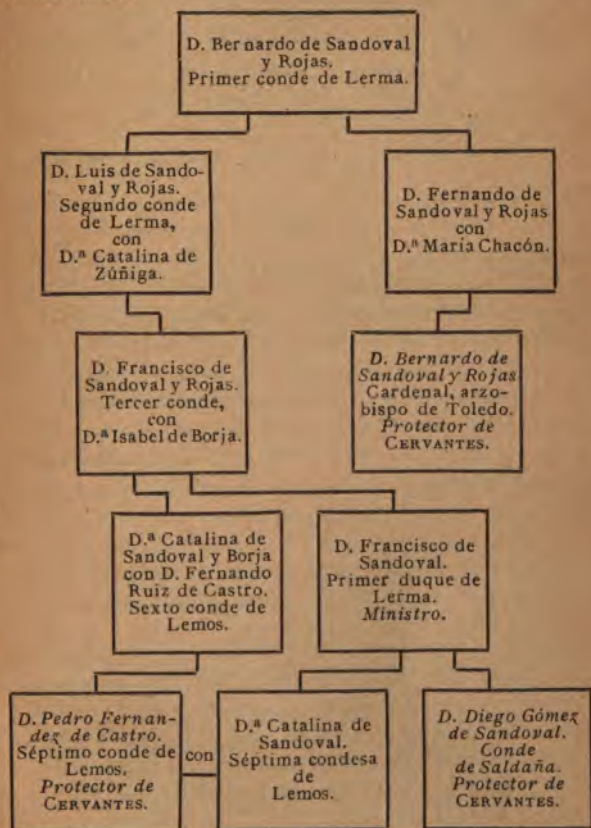 D. Bernardo de Sandoval
y Rojas.
Primer conde de Lerma.
D. Luis de Sando-
val y Rojas.
Segundo conde
de Lerma,
con
D.ª Catalina de
Zúñiga.
D. Fernando de
Sandoval y Rojas
con
D.ª Maria Chacón.
D. Francisco de
Sandoval y Rojas.
Tercer conde,
con
D.ª Isabel de Borja.
D. Bernardo de
Sandoval y Rojas
Cardenal, arzo-
bispo de Toledo.
Protector de
CERVANTES.
D.ª Catalina de
Sandoval y Borja
con D. Fernando
Ruiz de Castro.
Sexto conde de
Lemos.
D. Francisco de
Sandoval.
Primer duque de
Lerma.
Ministro.
D. Pedro Fernan-
dez de Castro.
Séptimo conde de
Lemos.
Protector de
CERVANTES.
con
D.ª Catalina de
Sandoval.
Séptima condesa
de
Lemos.
D. Diego Gómez
de Sandoval.
Conde
de Saldaña.
Protector de
CERVANTES.